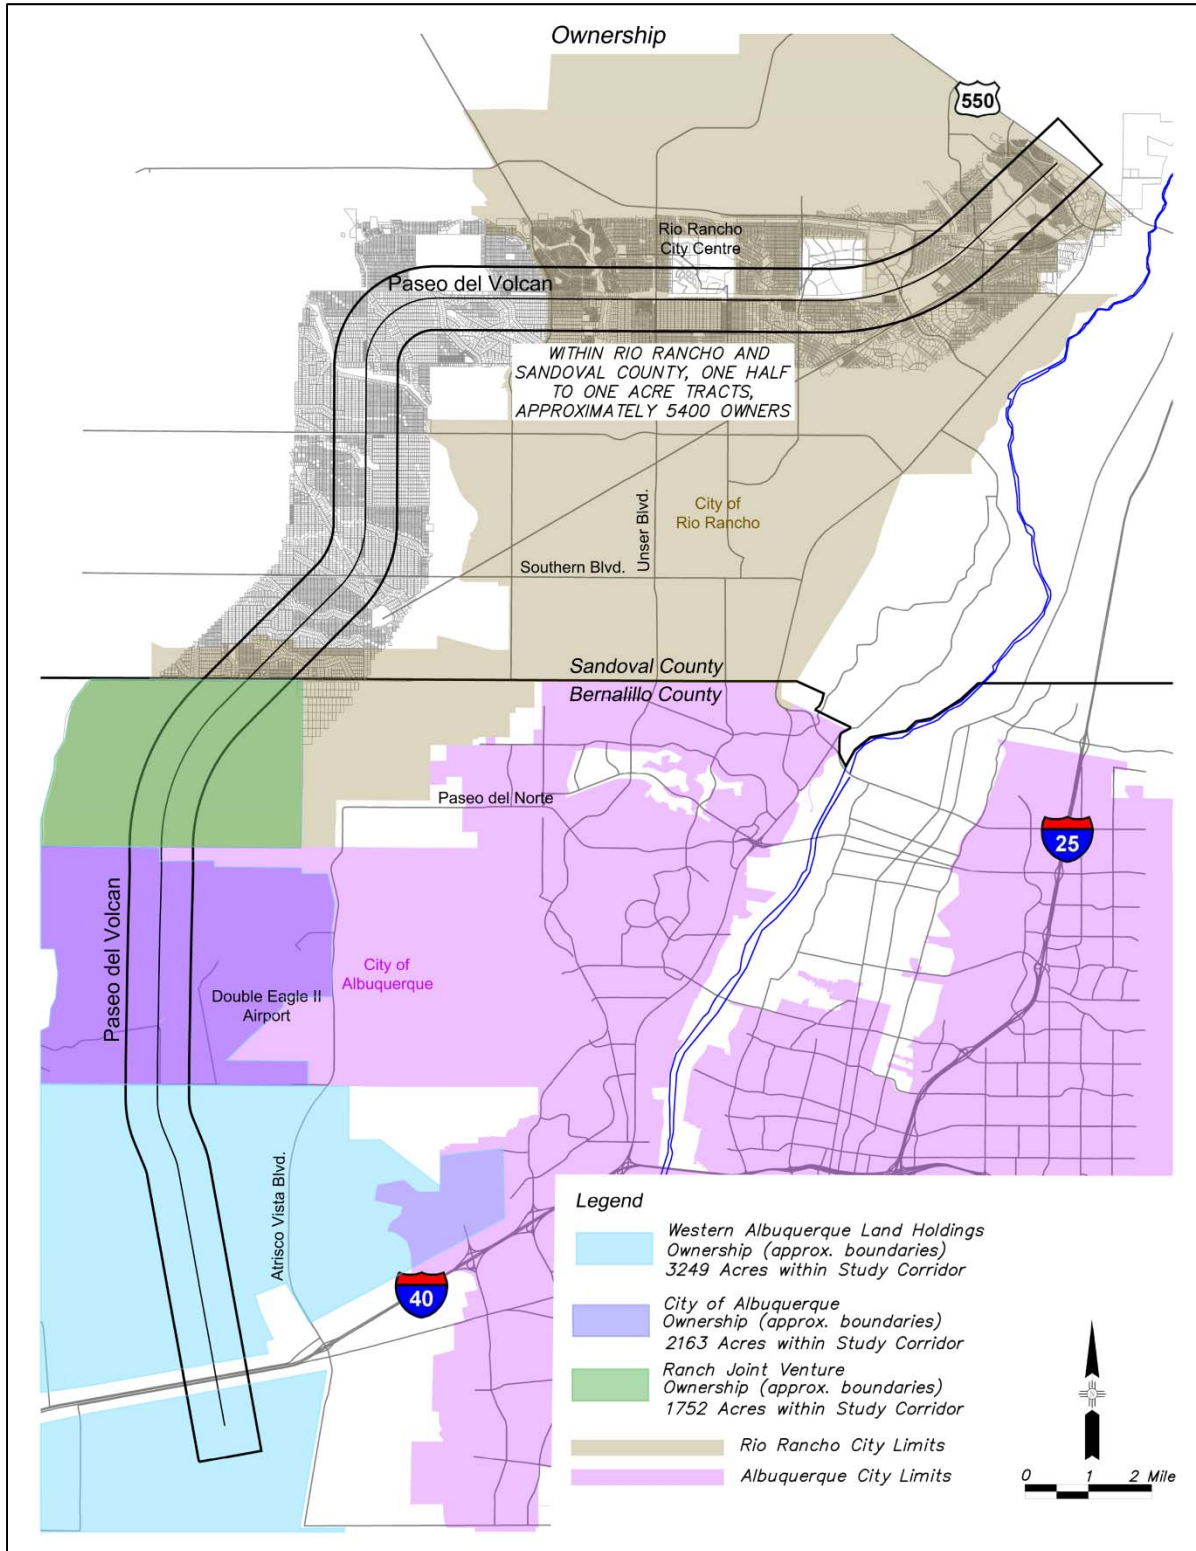 Ownership
550
Rio Rancho
City Centre
Paseo del Volcan
WITHIN RIO RANCHO AND
SANDOVAL COUNTY, ONE HALF
TO ONE ACRE TRACTS,
APPROXIMATELY 5400 OWNERS
City of
Rio Rancho
Unser Blvd.
Southern Blvd.
Sandoval County
Bernalillo County
Paseo del Norte
25
Paseo del Volcan
City of
Albuquerque
Double Eagle II
Airport
Atrisco Vista Blvd.
40
Legend
Western Albuquerque Land Holdings
Ownership (approx. boundaries)
3249 Acres within Study Corridor
City of Albuquerque
Ownership (approx. boundaries)
2163 Acres within Study Corridor
Ranch Joint Venture
Ownership (approx. boundaries)
1752 Acres within Study Corridor
Rio Rancho City Limits
Albuquerque City Limits
0 1 2 Mile